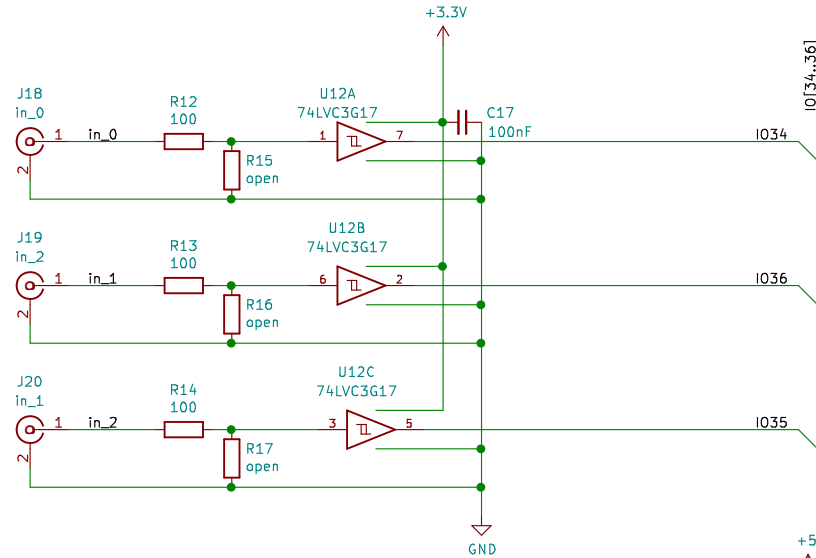 +3.3V
IO[34..36]
J18
in_0
1
2
in_0
R12
100
R15
open
U12A
74LVC3G17
1
7
C17
100nF
IO34
J19
in_2
1
2
in_1
R13
100
R16
open
U12B
74LVC3G17
6
2
IO36
J20
in_1
1
2
in_2
R14
100
R17
open
U12C
74LVC3G17
3
5
IO35
GND
+5